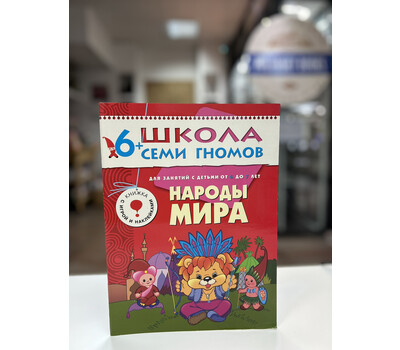 6+
ШКОЛА
СЕМИ ГНОМОВ
ДЛЯ ЗАНЯТИЙ С ДЕТЬМИ ОТ ДО ЛЕТ
КНИЖКА
С ИГРОЙ И НАКЛЕЙКАМИ
НАРОДЫ
МИРА